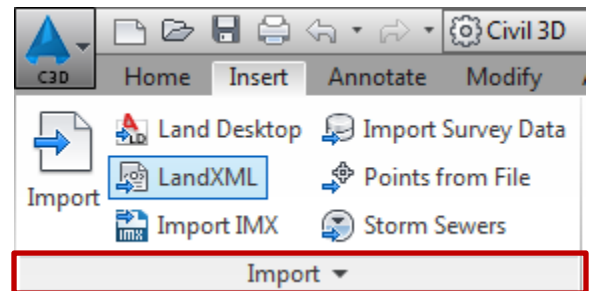 Civil 3D
C3D
Home Insert Annotate Modify
Import
Land Desktop
LandXML
IMX Import IMX
Import Survey Data
Points from File
Storm Sewers
Import